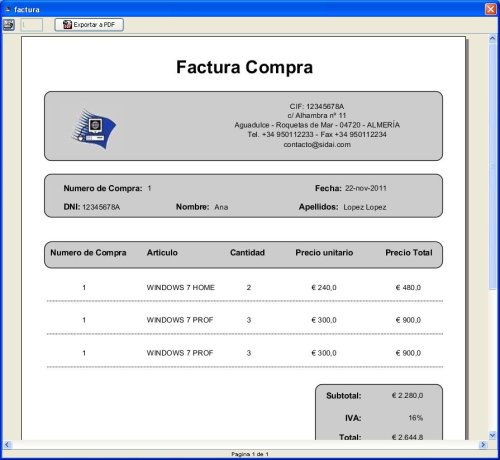 factura
1
Exportar a PDF
Factura Compra
CIF: 12345678A
c/ Alhambra nº 11
Aguadulce - Roquetas de Mar - 04720 - ALMERÍA
Tel. +34 950112233 - Fax +34 950112234
contacto@sidai.com
Numero de Compra: 1 Fecha: 22-nov-2011
DNI: 12345678A Nombre: Ana Apellidos: Lopez Lopez
Numero de Compra Articulo Cantidad Precio unitario Precio Total
1 WINDOWS 7 HOME 2 € 240,0 € 480,0
1 WINDOWS 7 PROF 3 € 300,0 € 900,0
1 WINDOWS 7 PROF 3 € 300,0 € 900,0
Subtotal: € 2.280,0
IVA: 16%
Total: € 2.644,8
Pagina 1 de 1